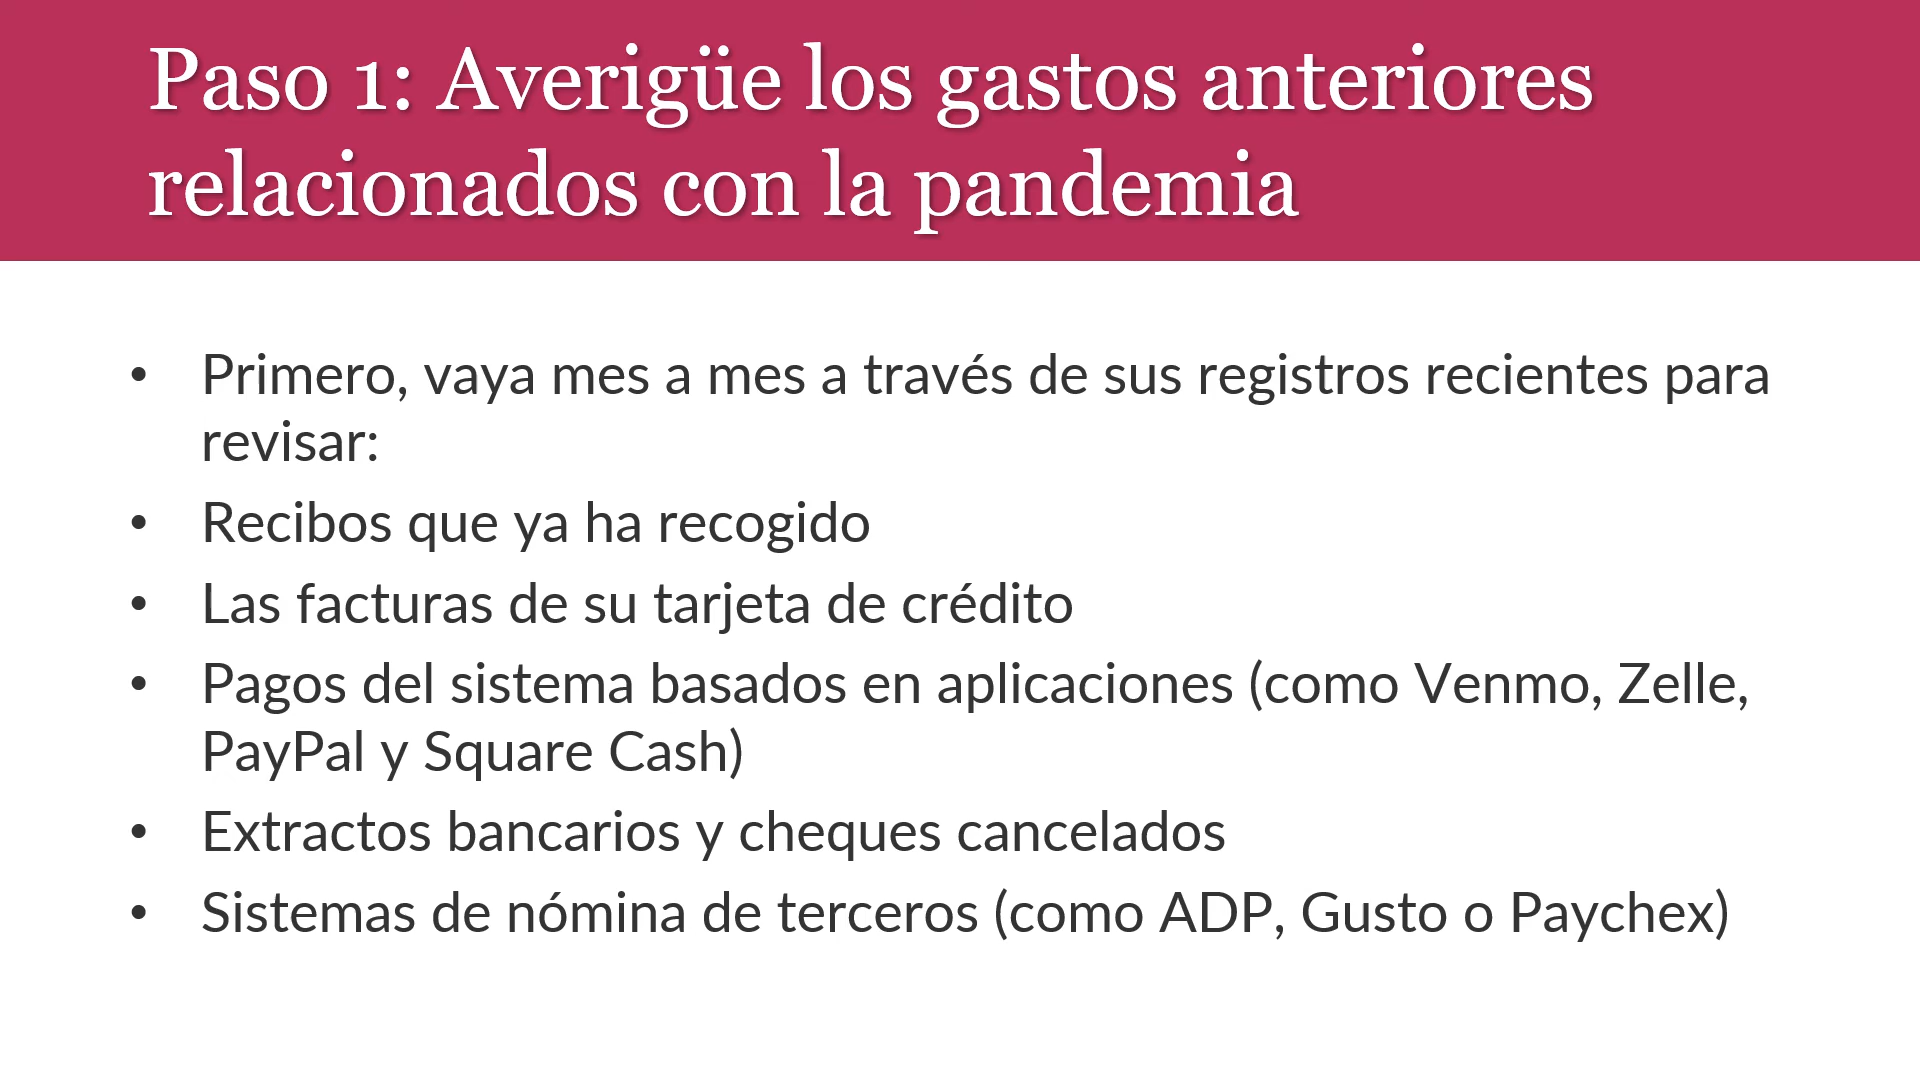 Paso 1: Averigüe los gastos anteriores
relacionados con la pandemia
• Primero, vaya mes a mes a través de sus registros recientes para
revisar:
• Recibos que ya ha recogido
• Las facturas de su tarjeta de crédito
• Pagos del sistema basados en aplicaciones (como Venmo, Zelle,
PayPal y Square Cash)
• Extractos bancarios y cheques cancelados
• Sistemas de nómina de terceros (como ADP, Gusto o Paychex)